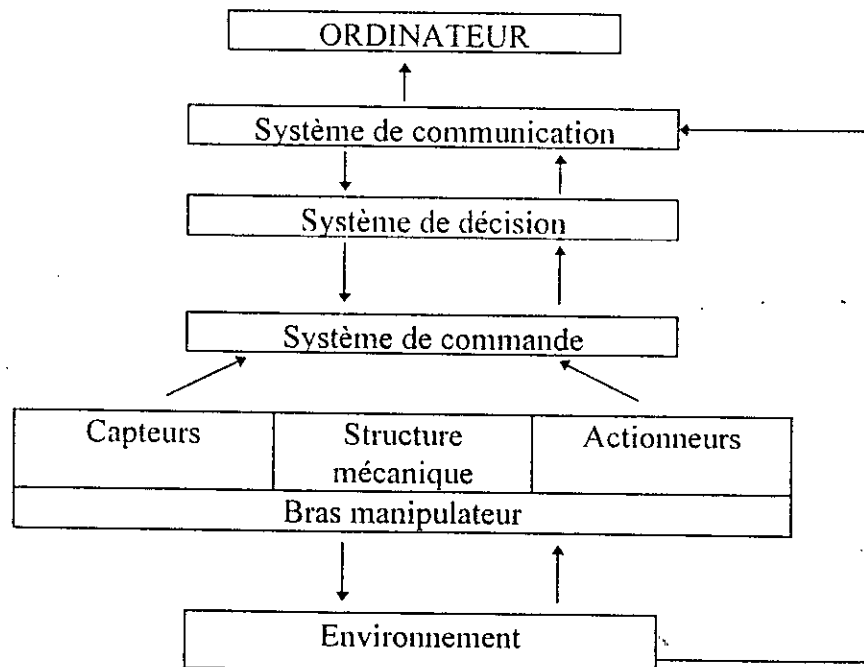 ORDINATEUR
Système de communication
Système de décision
Système de commande
Capteurs
Structure
mécanique
Actionneurs
Bras manipulateur
Environnement